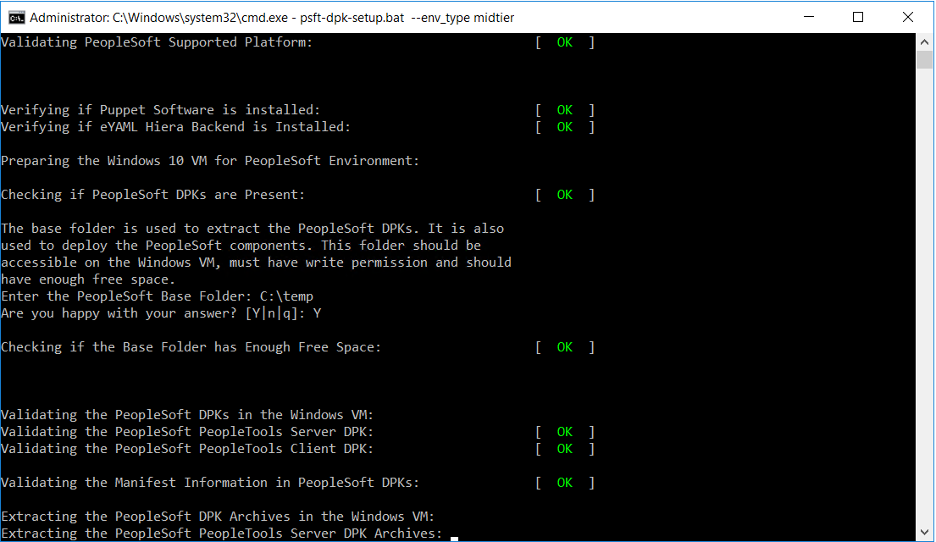 Administrator: C:\Windows\system32\cmd.exe - psft-dpk-setup.bat --env_type midtier
Validating PeopleSoft Supported Platform: [ OK ]
Verifying if Puppet Software is installed: [ OK ]
Verifying if eYAML Hiera Backend is Installed: [ OK ]
Preparing the Windows 10 VM for PeopleSoft Environment:
Checking if PeopleSoft DPKs are Present: [ OK ]
The base folder is used to extract the PeopleSoft DPKs. It is also
used to deploy the PeopleSoft components. This folder should be
accessible on the Windows VM, must have write permission and should
have enough free space.
Enter the PeopleSoft Base Folder: C:\temp
Are you happy with your answer? [Y|n|q]: Y
Checking if the Base Folder has Enough Free Space: [ OK ]
Validating the PeopleSoft DPKs in the Windows VM:
Validating the PeopleSoft PeopleTools Server DPK: [ OK ]
Validating the PeopleSoft PeopleTools Client DPK: [ OK ]
Validating the Manifest Information in PeopleSoft DPKs: [ OK ]
Extracting the PeopleSoft DPK Archives in the Windows VM:
Extracting the PeopleSoft PeopleTools Server DPK Archives: